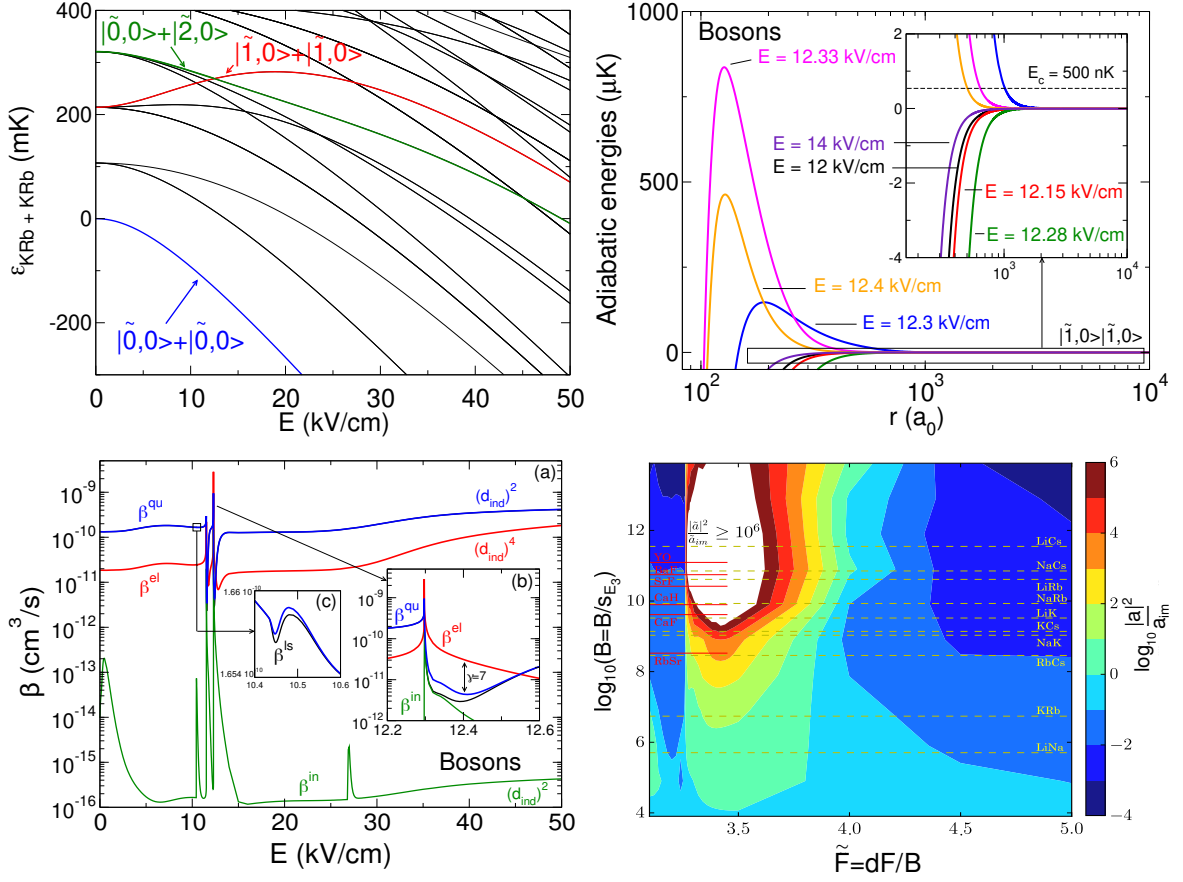 400
200
0
-200
ε KRb + KRb (mK)
|0̃,0>+|2̃,0>
|1̃,0>+|1̃,0>
|0̃,0>+|0̃,0>
0 10 20 30 40 50
E (kV/cm)
1000
500
0
Adiabatic energies (μK)
Bosons
E = 12.33 kV/cm
E = 12.4 kV/cm
E = 12.3 kV/cm
|1̃,0>|1̃,0>
2
0
-2
-4
E_c = 500 nK
E = 14 kV/cm
E = 12 kV/cm
E = 12.15 kV/cm
E = 12.28 kV/cm
10^3 10^4
10^2 10^3 10^4
r (a_0)
(a)
10^-9
10^-10
10^-11
10^-12
10^-13
10^-14
10^-15
10^-16
β (cm^3/s)
β^qu
β^el
(d_ind)^2
(d_ind)^4
(c)
1.66 10^10
1.654 10^10
β^ls
10.4 10.5 10.6
(b)
10^-9
10^-10
10^-11
10^-12
β^qu
β^el
γ=7
β^in
12.2 12.4 12.6
Bosons
β^in
(d_ind)^2
0 10 20 30 40 50
E (kV/cm)
12
10
8
6
4
log_10(B=B/s_E_3)
|ã|^2/ã_im ≥ 10^6
YO
CaH
CaF
RbSr
LiCs
NaCs
LiRb
NaRb
LiK
KCs
NaK
RbCs
KRb
LiNa
3.5 4.0 4.5 5.0
F̃=dF/B
6
4
2
0
−2
−4
log_10 |ã|^2/ã_im